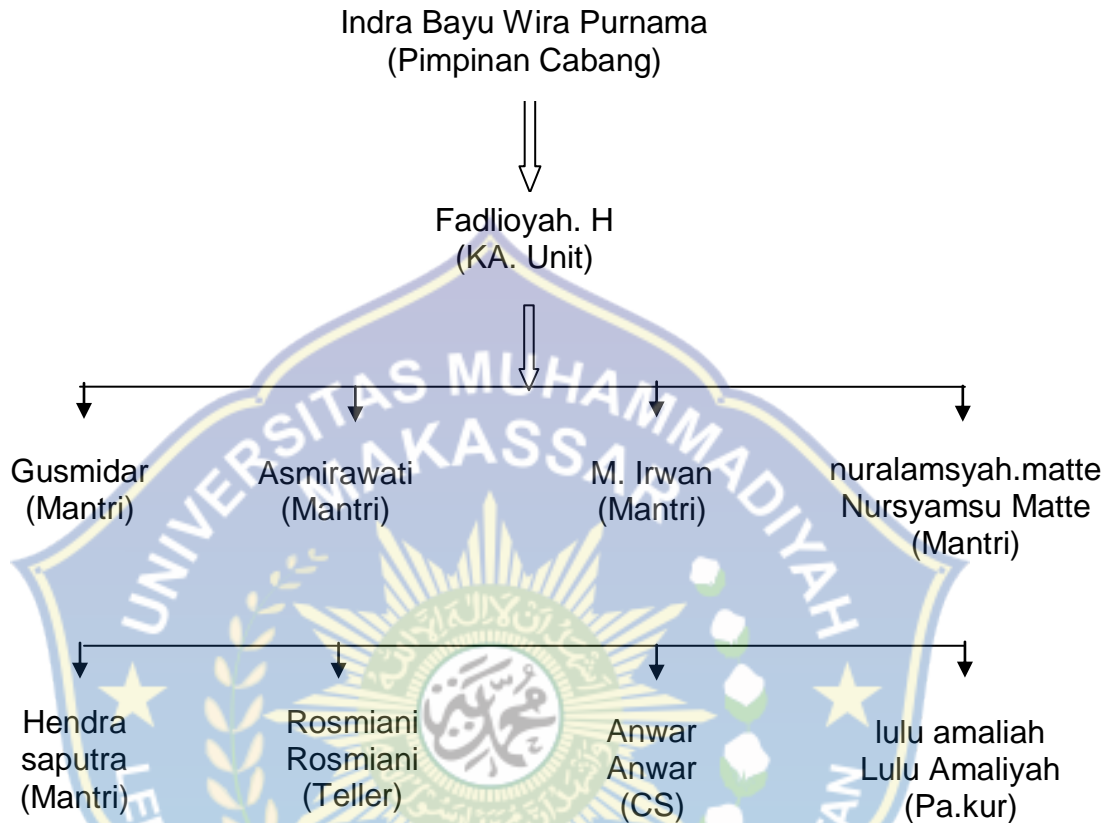 Indra Bayu Wira Purnama
(Pimpinan Cabang)
Fadlioyah. H
(KA. Unit)
UNIVERSITAS MUHAMMADIYAH
MAKASSAR
Gusmidar
(Mantri)
Asmirawati
(Mantri)
M. Irwan
(Mantri)
nuralamsyah.matte
Nursyamsu Matte
(Mantri)
Hendra
saputra
(Mantri)
Rosmiani
Rosmiani
(Teller)
Anwar
Anwar
(CS)
lulu amaliah
Lulu Amaliyah
(Pa.kur)